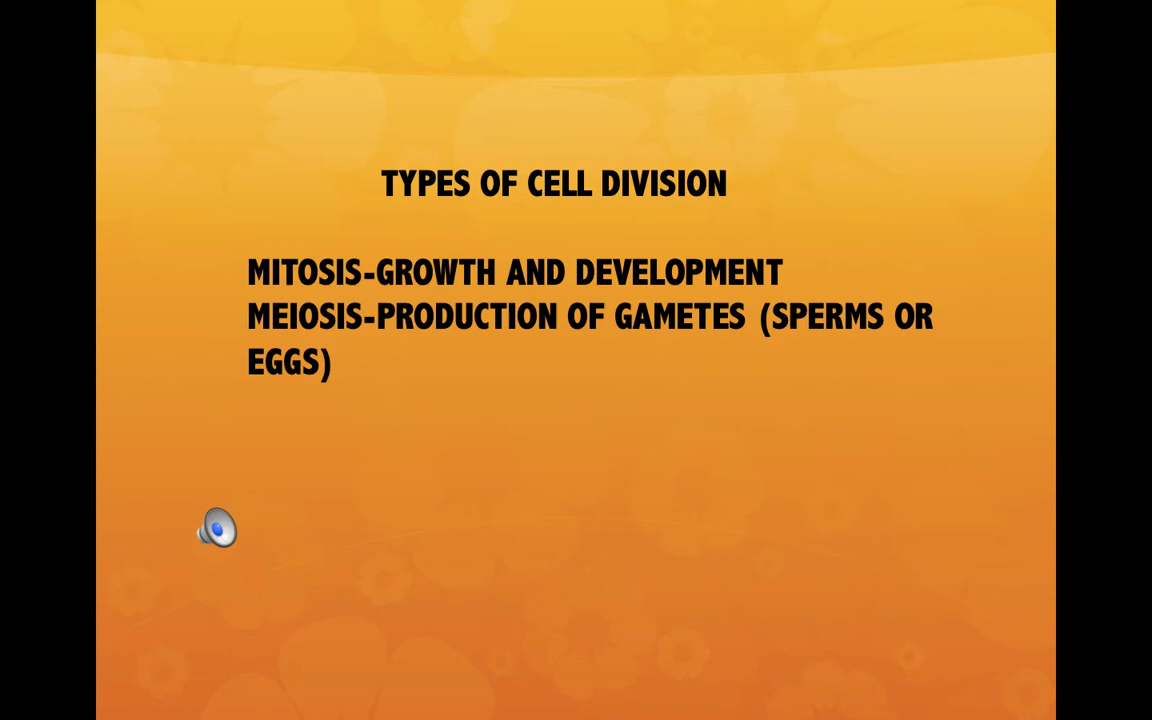 TYPES OF CELL DIVISION
MITOSIS-GROWTH AND DEVELOPMENT
MEIOSIS-PRODUCTION OF GAMETES (SPERMS OR
EGGS)